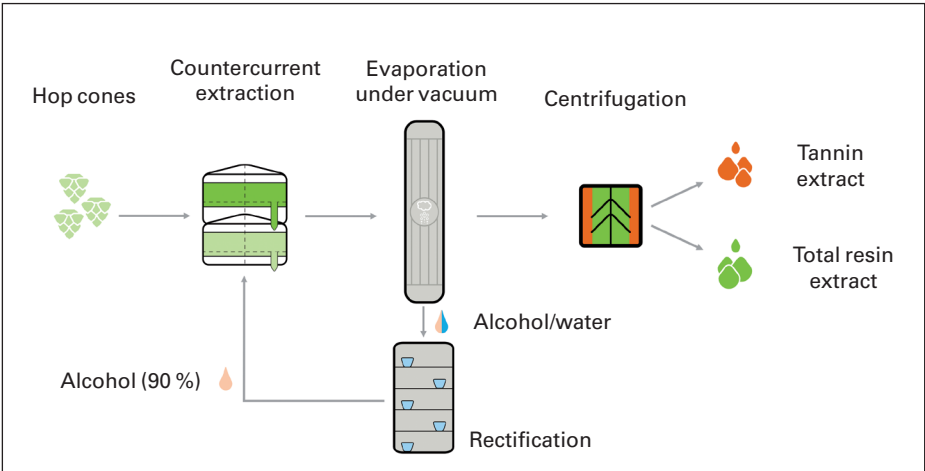 Hop cones
Countercurrent
extraction
Evaporation
under vacuum
Centrifugation
Tannin
extract
Total resin
extract
Alcohol/water
Alcohol (90 %)
Rectification